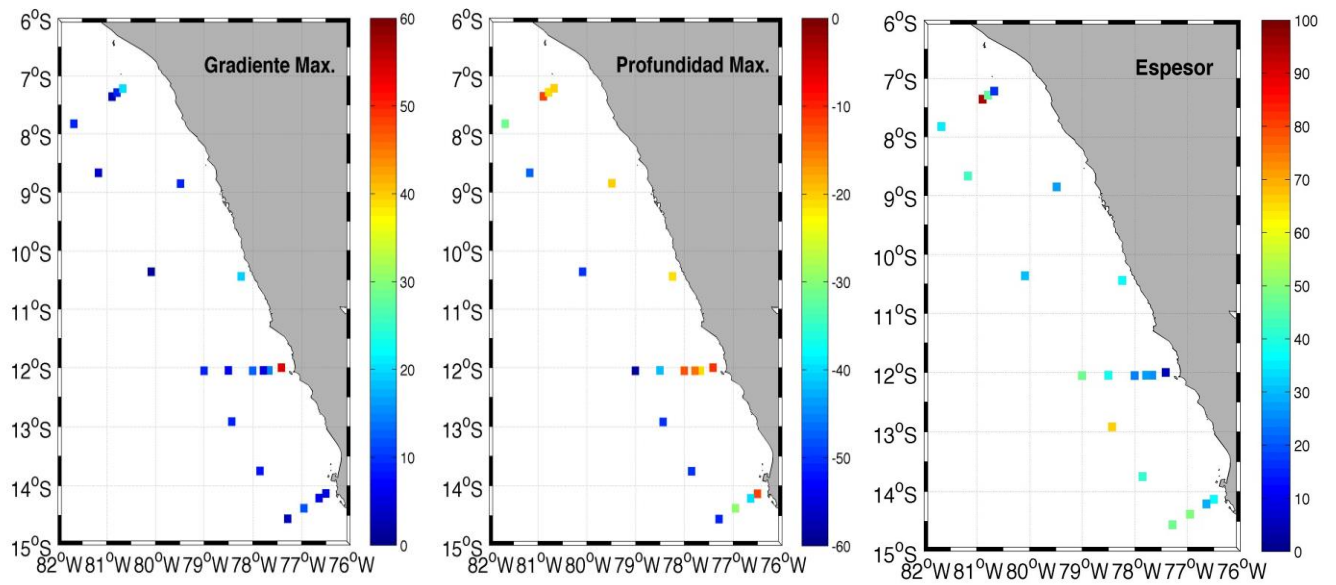 Gradiente Max.
6°S
7°S
8°S
9°S
10°S
11°S
12°S
13°S
14°S
15°S
82°W 81°W 80°W 79°W 78°W 77°W 76°W
60
50
40
30
20
10
0
Profundidad Max.
6°S
7°S
8°S
9°S
10°S
11°S
12°S
13°S
14°S
15°S
82°W 81°W 80°W 79°W 78°W 77°W 76°W
0
-10
-20
-30
-40
-50
-60
Espesor
6°S
7°S
8°S
9°S
10°S
11°S
12°S
13°S
14°S
15°S
82°W 81°W 80°W 79°W 78°W 77°W 76°W
100
90
80
70
60
50
40
30
20
10
0